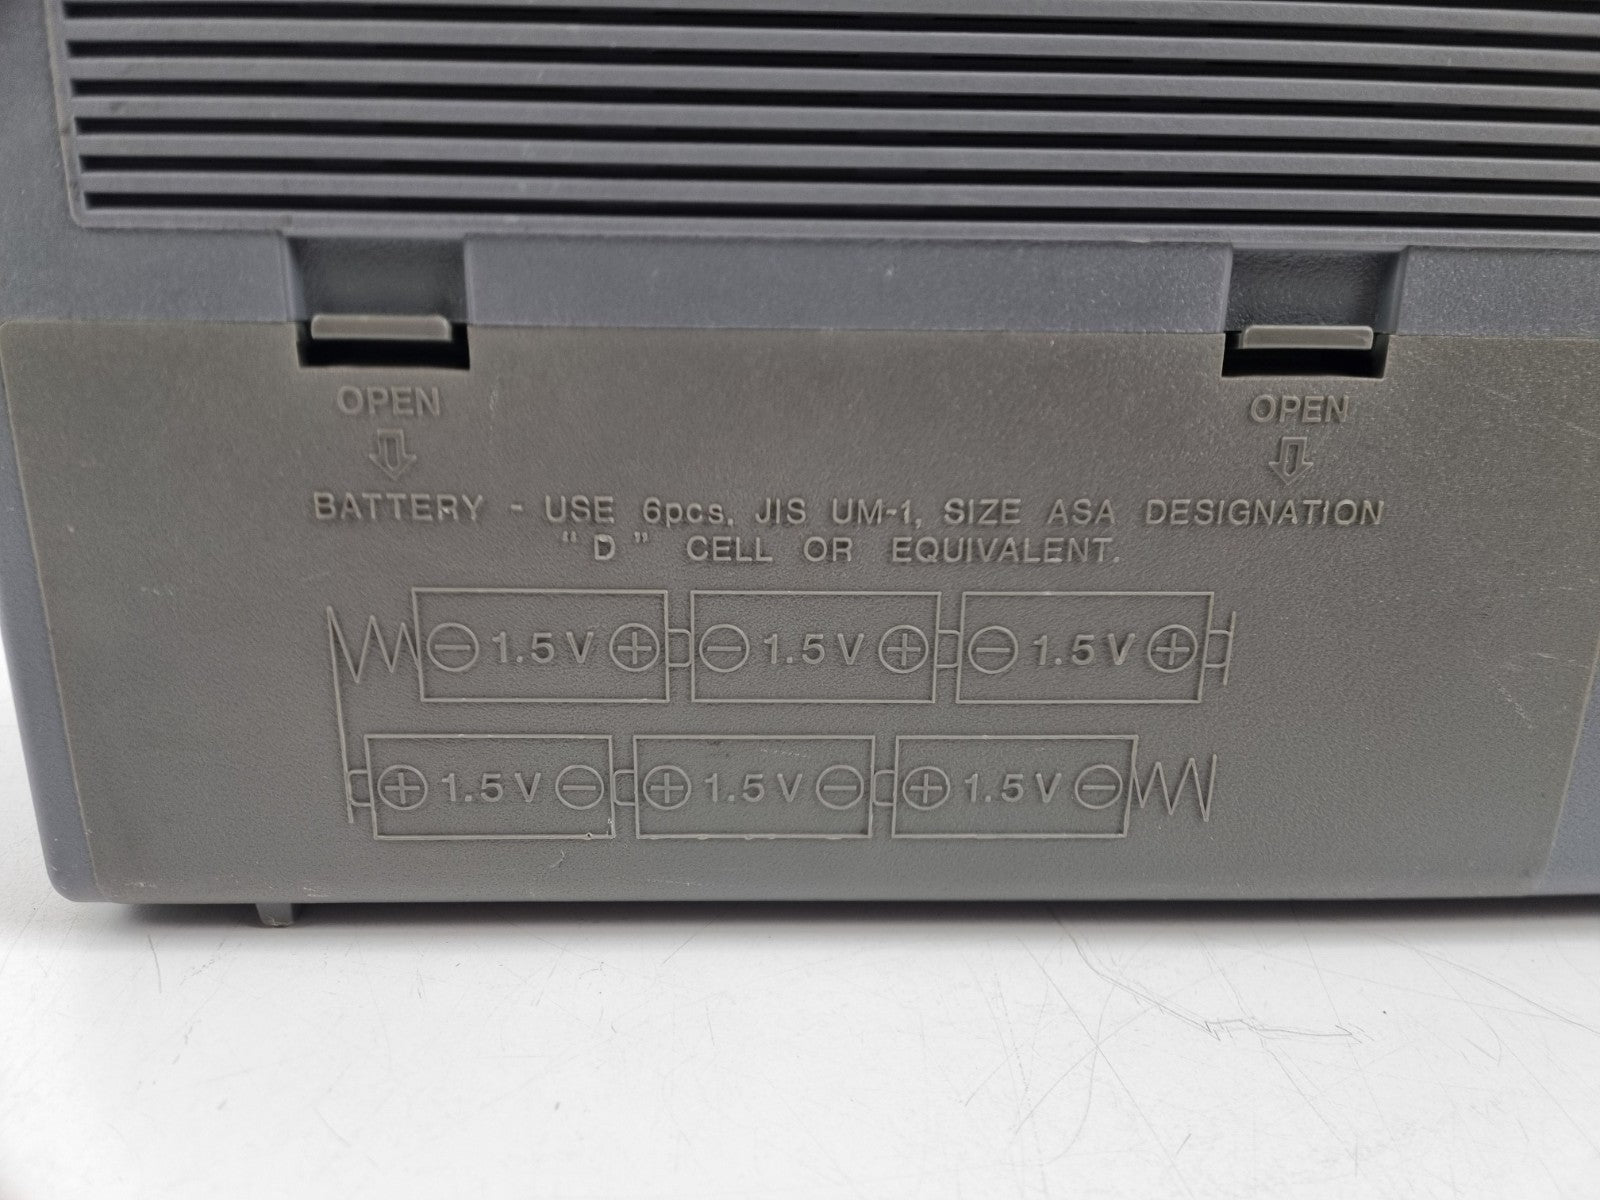 OPEN OPEN
BATTERY - USE 6pcs, JIS UM-1, SIZE ASA DESIGNATION
"D" CELL OR EQUIVALENT.
- 1.5V + - 1.5V + - 1.5V +
+ 1.5V - + 1.5V - + 1.5V -